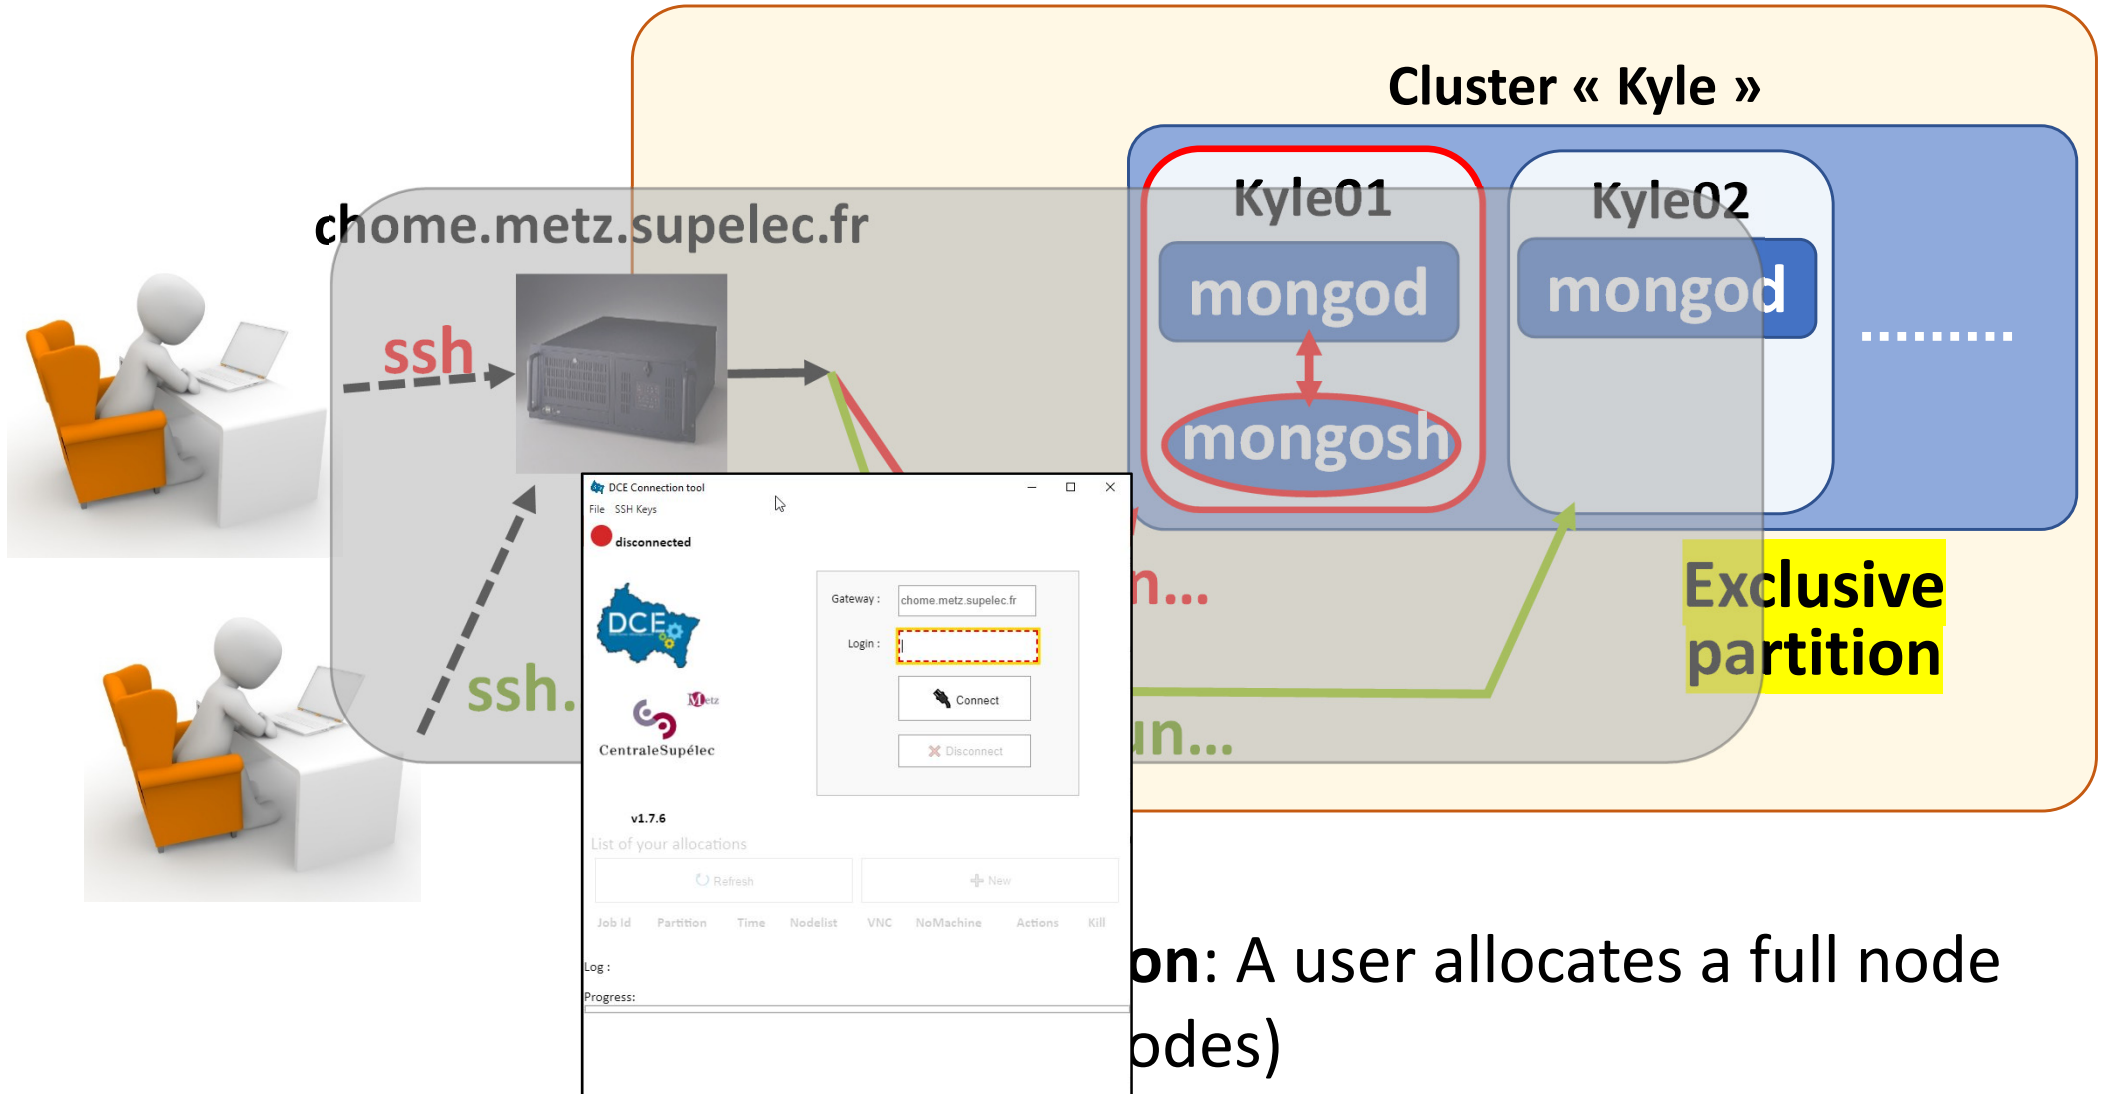 Cluster « Kyle »
Kyle01
Kyle02
chome.metz.supelec.fr
mongod
mongod
ssh
.........
mongosh
DCE Connection tool
File SSH Keys
disconnected
Gateway :
chome.metz.supelec.fr
Login :
DCE
Connect
Metz
CentraleSupélec
Disconnect
n...
Exclusive
partition
ssh.
un...
v1.7.6
List of your allocations
Refresh
New
Job Id Partition Time Nodelist VNC NoMachine Actions Kill
Log :
Progress:
on: A user allocates a full node
odes)